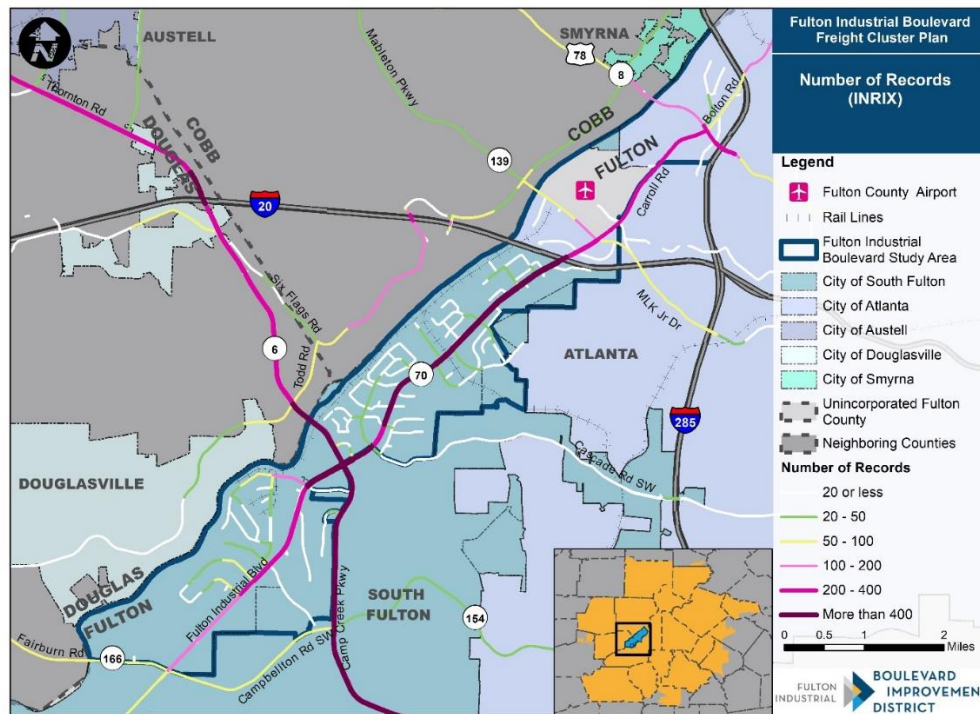 AUSTELL
SMYRNA
78
8
Mableton Pkwy
Thornton Rd
COBB
DOUGLAS
COBB
FULTON
Bolton Rd
139
20
Carroll Rd
Six Flags Rd
MLK Jr Dr
6
Todd Rd
70
ATLANTA
285
Cascade Rd SW
DOUGLASVILLE
DOUGLAS
FULTON
Fulton Industrial Blvd
Camp Creek Pkwy
SOUTH
FULTON
154
Fairburn Rd
166
Campbellton Rd SW
N
Fulton Industrial Boulevard
Freight Cluster Plan
Number of Records
(INRIX)
Legend
Fulton County Airport
Rail Lines
Fulton Industrial
Boulevard Study Area
City of South Fulton
City of Atlanta
City of Austell
City of Douglasville
City of Smyrna
Unincorporated Fulton
County
Neighboring Counties
Number of Records
20 or less
20 - 50
50 - 100
100 - 200
200 - 400
More than 400
0 0.5 1 2
Miles
FULTON
INDUSTRIAL
BOULEVARD
IMPROVEMENT
DISTRICT